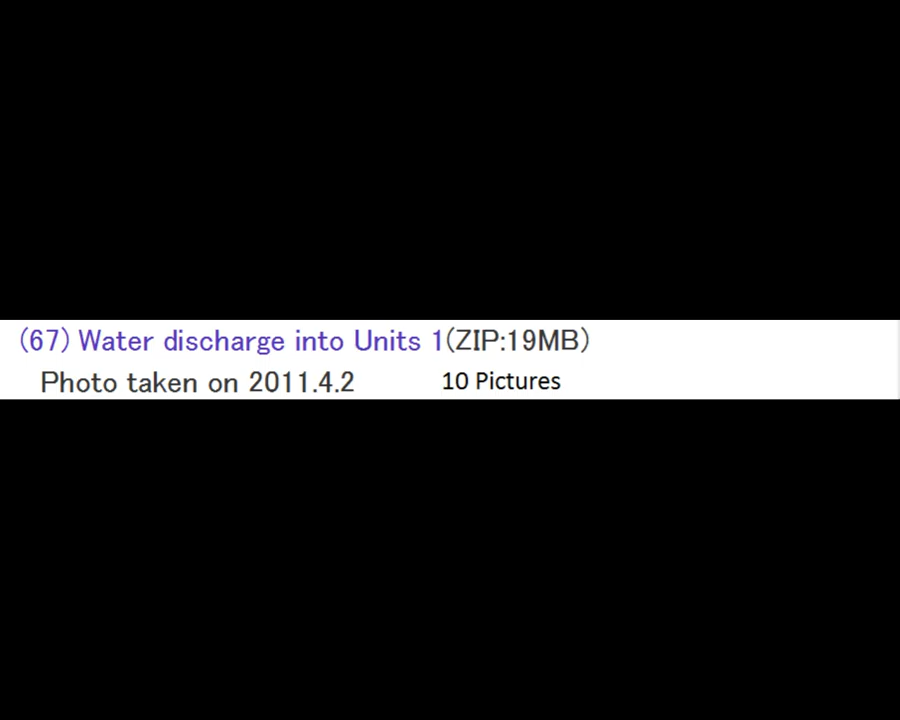 (67) Water discharge into Units 1(ZIP:19MB)
Photo taken on 2011.4.2 10 Pictures